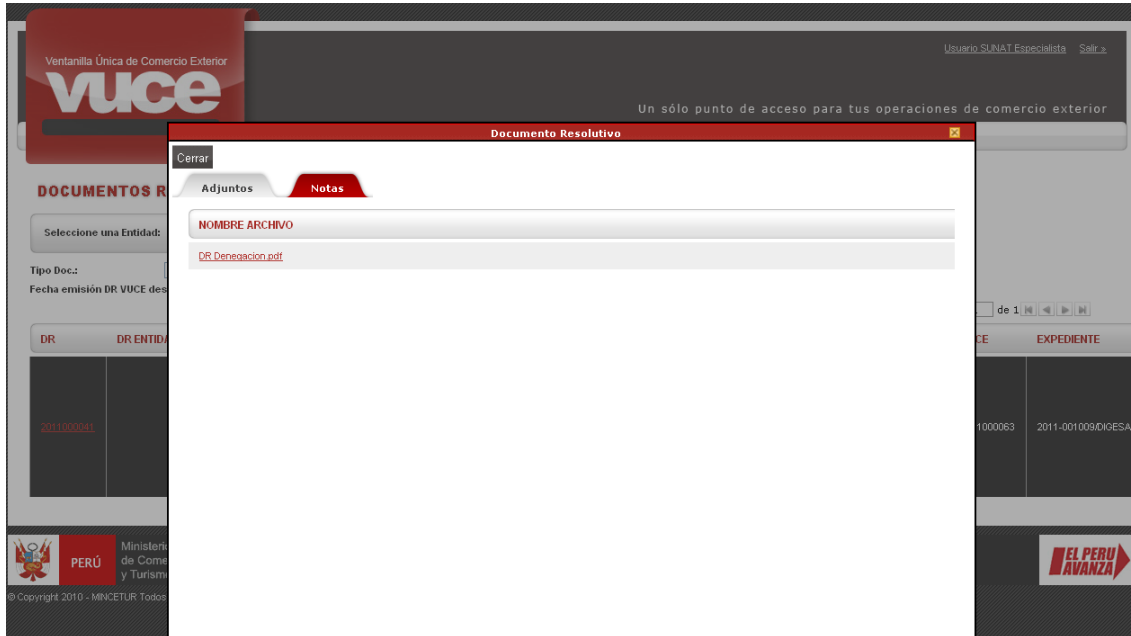 Ventanilla Única de Comercio Exterior
vuce
Usuario SUNAT Especialista Salir »
Un sólo punto de acceso para tus operaciones de comercio exterior
Documento Resolutivo
Cerrar
Adjuntos Notas
NOMBRE ARCHIVO
DR Denegacion.pdf
DOCUMENTOS R
Seleccione una Entidad:
Tipo Doc.:
Fecha emisión DR VUCE des
de 1
DR DR ENTIDA CE EXPEDIENTE
2011000041 1000063 2011-001009/DIGESA
PERÚ
Ministerio
de Come
y Turismo
EL PERU
AVANZA
© Copyright 2010 - MINCETUR Todos